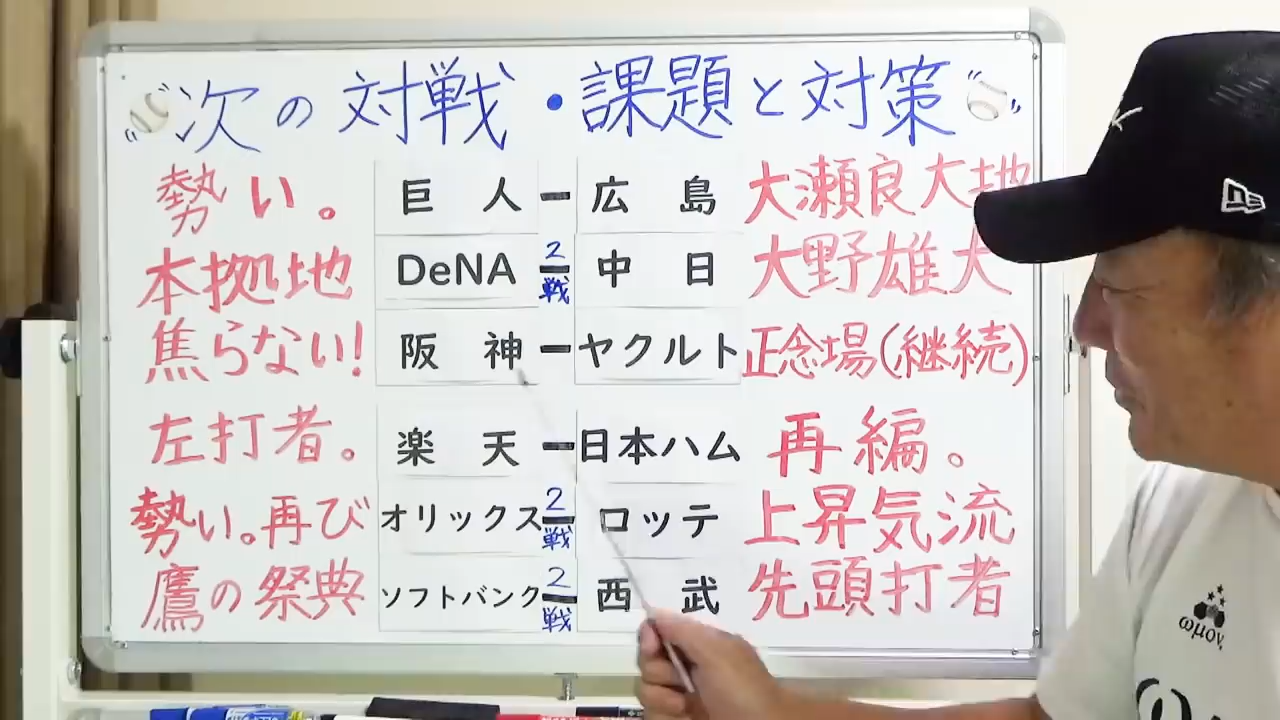 次の対戦・課題と対策
勢い。 巨人ー広島 大瀬良大地
本拠地 DeNA 2戦 中日 大野雄大
焦らない! 阪神ーヤクルト 正念場(継続)
左打者。 楽天ー日本ハム 再編。
勢い。再び オリックス 2戦 ロッテ 上昇気流
鷹の祭典 ソフトバンク 2戦 西武 先頭打者
ωμον